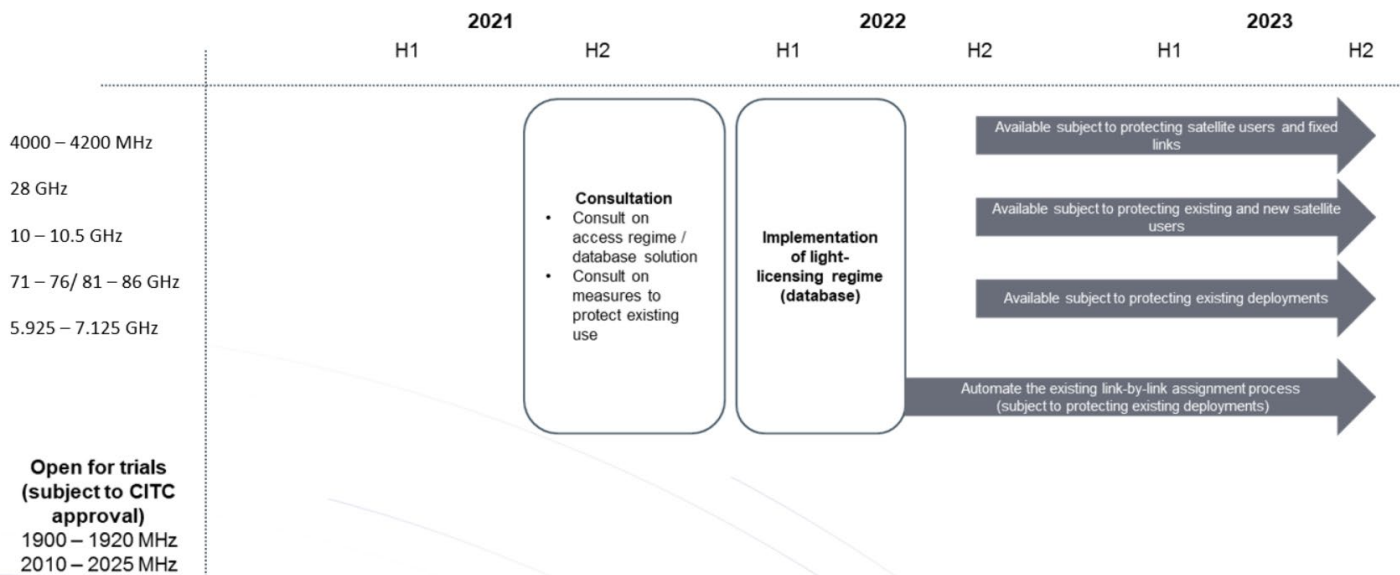 2021
2022
2023
H1
H2
H1
H2
H1
H2
4000 – 4200 MHz
28 GHz
10 – 10.5 GHz
71 – 76/ 81 – 86 GHz
5.925 – 7.125 GHz
Consultation
• Consult on
access regime /
database solution
• Consult on
measures to
protect existing
use
Implementation
of light-
licensing regime
(database)
Available subject to protecting satellite users and fixed
links
Available subject to protecting existing and new satellite
users
Available subject to protecting existing deployments
Automate the existing link-by-link assignment process
(subject to protecting existing deployments)
Open for trials
(subject to CITC
approval)
1900 – 1920 MHz
2010 – 2025 MHz